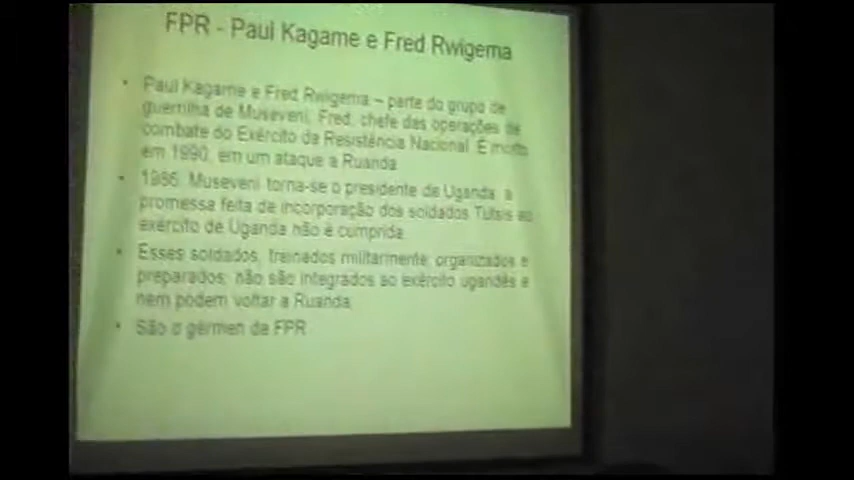 FPR - Paul Kagame e Fred Rwigema
• Paul Kagame e Fred Rwigema – parte do grupo de
guerrilha de Museveni. Fred, chefe das operações de
combate do Exército da Resistência Nacional. É morto
em 1990, em um ataque a Ruanda.
• 1986: Museveni torna-se o presidente de Uganda, a
promessa feita de incorporação dos soldados Tutsis ao
exército de Uganda não é cumprida.
• Esses soldados, treinados militarmente, organizados e
preparados, não são integrados ao exército ugandês e
nem podem voltar a Ruanda.
• São o gérmen da FPR